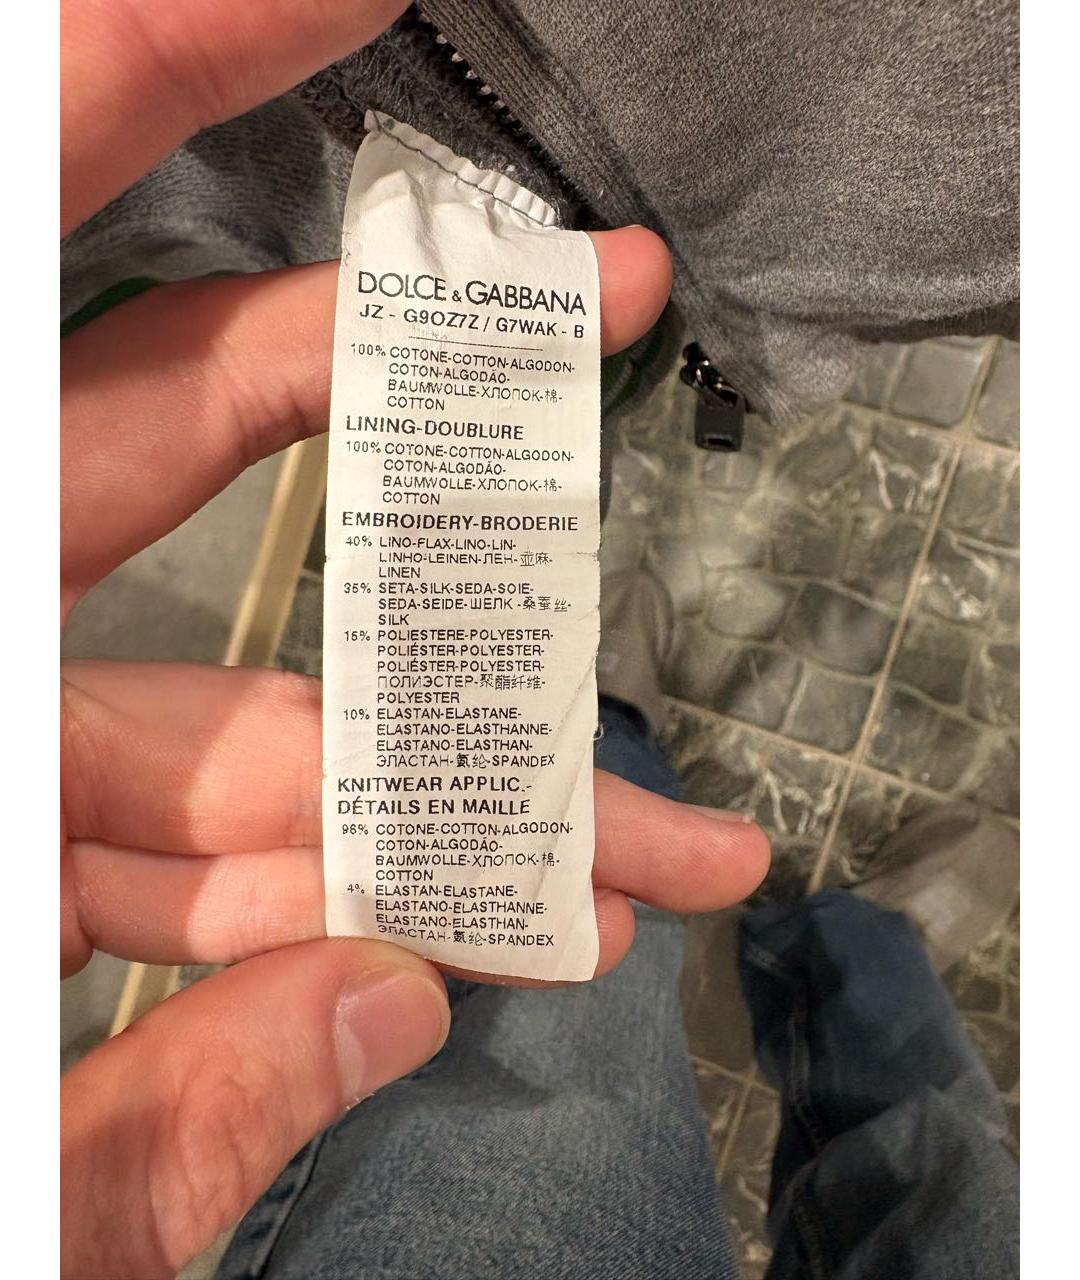 DOLCE & GABBANA
JZ - G9OZ7Z / G7WAK - B
100% COTONE-COTTON-ALGODON-
COTON-ALGODÃO-
BAUMWOLLE-ХЛОПОК-棉-
COTTON
LINING-DOUBLURE
100% COTONE-COTTON-ALGODON-
COTON-ALGODÃO-
BAUMWOLLE-ХЛОПОК-棉-
COTTON
EMBROIDERY-BRODERIE
40% LINO-FLAX-LINO-LIN-
LINHO-LEINEN-ЛЕН-亚麻-
LINEN
35% SETA-SILK-SEDA-SOIE-
SEDA-SEIDE-ШЕЛК-桑蚕丝-
SILK
15% POLIESTERE-POLYESTER-
POLIÉSTER-POLYESTER-
POLIÉSTER-POLYESTER-
ПОЛИЭСТЕР-聚酯纤维-
POLYESTER
10% ELASTAN-ELASTANE-
ELASTANO-ELASTHANNE-
ELASTANO-ELASTHAN-
ЭЛАСТАН-氨纶-SPANDEX
KNITWEAR APPLIC.-
DÉTAILS EN MAILLE
96% COTONE-COTTON-ALGODON-
COTON-ALGODÃO-
BAUMWOLLE-ХЛОПОК-棉-
COTTON
4% ELASTAN-ELASTANE-
ELASTANO-ELASTHANNE-
ELASTANO-ELASTHAN-
ЭЛАСТАН-氨纶-SPANDEX